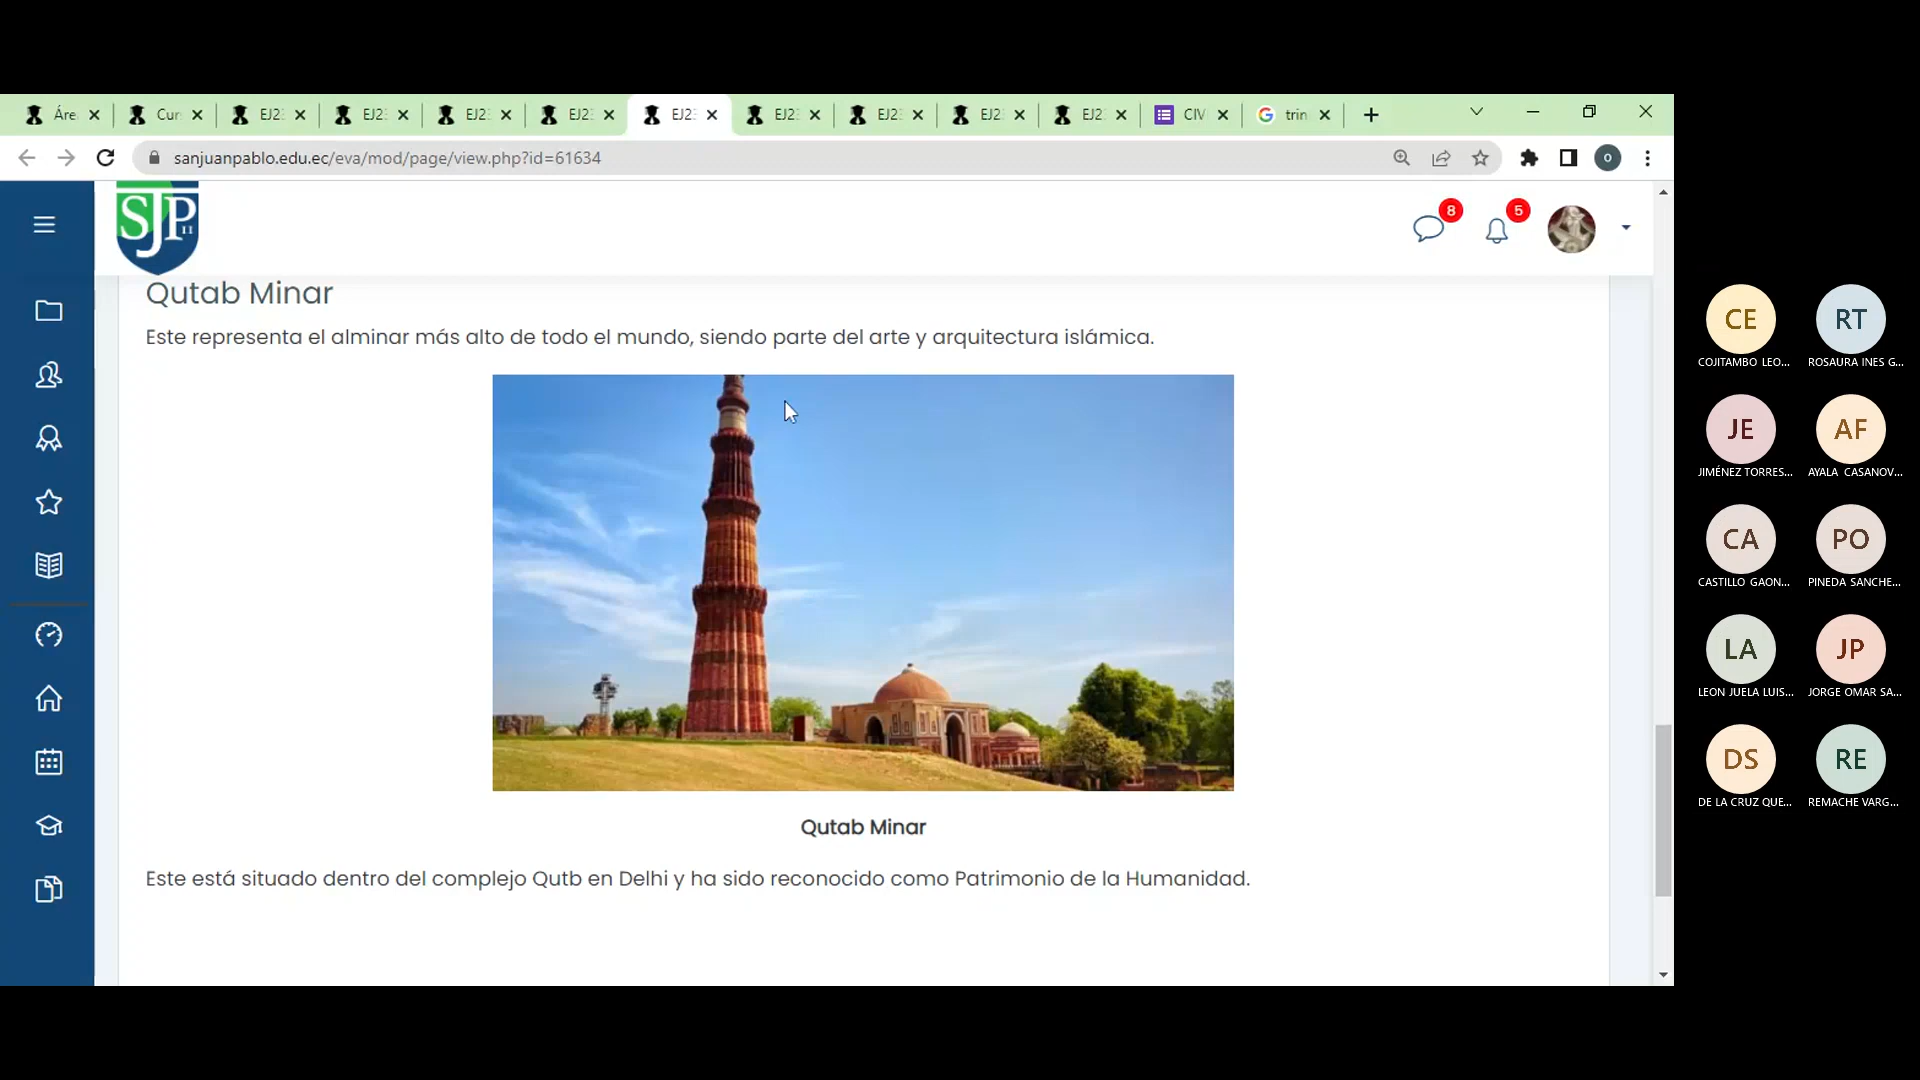 Áre
Cur
EJ2
EJ2
EJ2
EJ2
EJ2
EJ2
EJ2
EJ2
EJ2
CIV
trin
sanjuanpablo.edu.ec/eva/mod/page/view.php?id=61634
O
SJP
II
8
5
Qutab Minar
Este representa el alminar más alto de todo el mundo, siendo parte del arte y arquitectura islámica.
Qutab Minar
Este está situado dentro del complejo Qutb en Delhi y ha sido reconocido como Patrimonio de la Humanidad.
CE
RT
COJITAMBO LEO...
ROSAURA INES G...
JE
AF
JIMÉNEZ TORRES...
AYALA CASANOV...
CA
PO
CASTILLO GAON...
PINEDA SANCHE...
LA
JP
LEON JUELA LUIS...
JORGE OMAR SA...
DS
RE
DE LA CRUZ QUE...
REMACHE VARG...